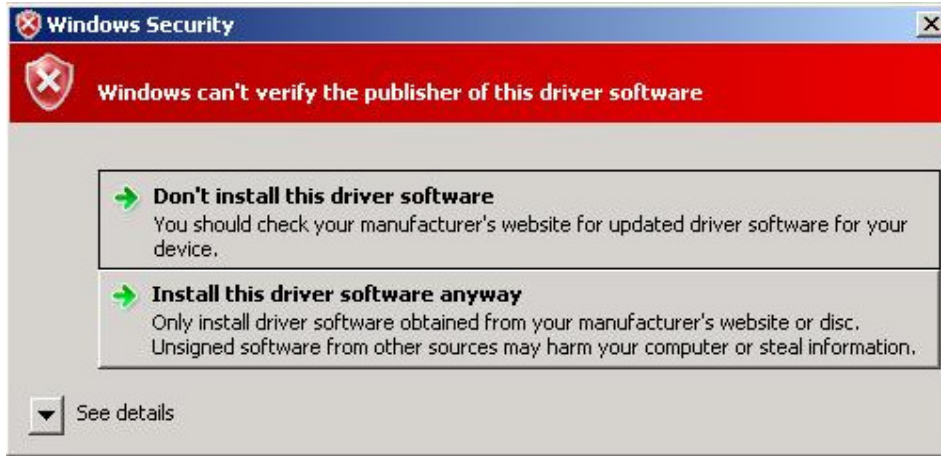 Windows Security
Windows can't verify the publisher of this driver software
Don't install this driver software
You should check your manufacturer's website for updated driver software for your
device.
Install this driver software anyway
Only install driver software obtained from your manufacturer's website or disc.
Unsigned software from other sources may harm your computer or steal information.
See details